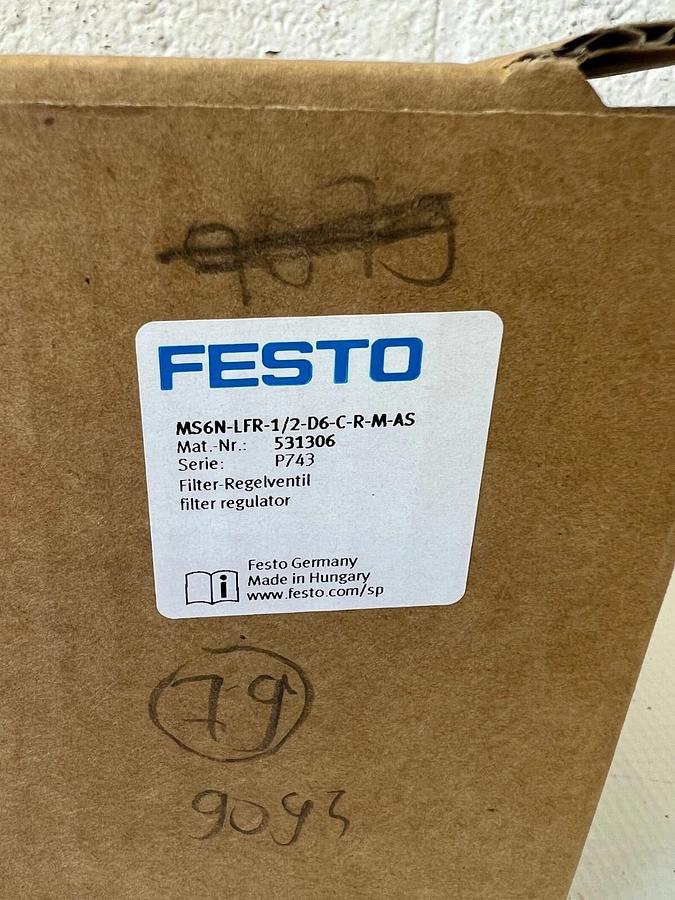 9079
FESTO
MS6N-LFR-1/2-D6-C-R-M-AS
Mat.-Nr.: 531306
Serie: P743
Filter-Regelventil
filter regulator
Festo Germany
Made in Hungary
www.festo.com/sp
79
9093